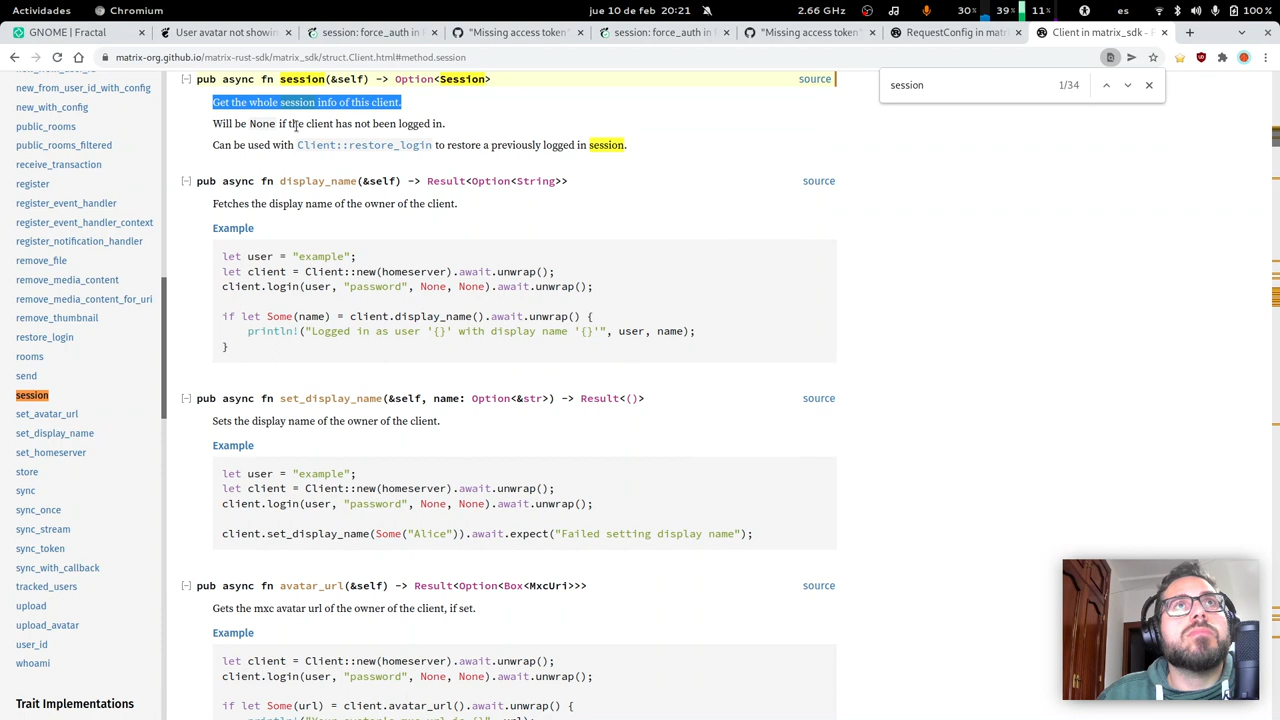 Activities
Chromium
jue 10 de feb 20:21
2.66 GHz
30%
39%
11%
es
100 %
GNOME | Fractal
User avatar not showin
session: force_auth in R
"Missing access token"
session: force_auth in R
"Missing access token"
RequestConfig in matrix
Client in matrix_sdk - R
matrix-org.github.io/matrix-rust-sdk/matrix_sdk/struct.Client.html#method.session
session
1/34
new_from_user_id_with_config
new_with_config
public_rooms
public_rooms_filtered
receive_transaction
register
register_event_handler
register_event_handler_context
register_notification_handler
remove_file
remove_media_content
remove_media_content_for_uri
remove_thumbnail
restore_login
rooms
send
session
set_avatar_url
set_display_name
set_homeserver
store
sync
sync_once
sync_stream
sync_token
sync_with_callback
tracked_users
upload
upload_avatar
user_id
whoami
Trait Implementations
[−] pub async fn session(&self) -> Option<Session>
source
Get the whole session info of this client.
Will be None if the client has not been logged in.
Can be used with Client::restore_login to restore a previously logged in session.
[−] pub async fn display_name(&self) -> Result<Option<String>>
source
Fetches the display name of the owner of the client.
Example
let user = "example";
let client = Client::new(homeserver).await.unwrap();
client.login(user, "password", None, None).await.unwrap();
if let Some(name) = client.display_name().await.unwrap() {
println!("Logged in as user '{}' with display name '{}'", user, name);
}
[−] pub async fn set_display_name(&self, name: Option<&str>) -> Result<()>
source
Sets the display name of the owner of the client.
Example
let user = "example";
let client = Client::new(homeserver).await.unwrap();
client.login(user, "password", None, None).await.unwrap();
client.set_display_name(Some("Alice")).await.expect("Failed setting display name");
[−] pub async fn avatar_url(&self) -> Result<Option<Box<MxcUri>>>
source
Gets the mxc avatar url of the owner of the client, if set.
Example
let client = Client::new(homeserver).await.unwrap();
client.login(user, "password", None, None).await.unwrap();
if let Some(url) = client.avatar_url().await.unwrap() {